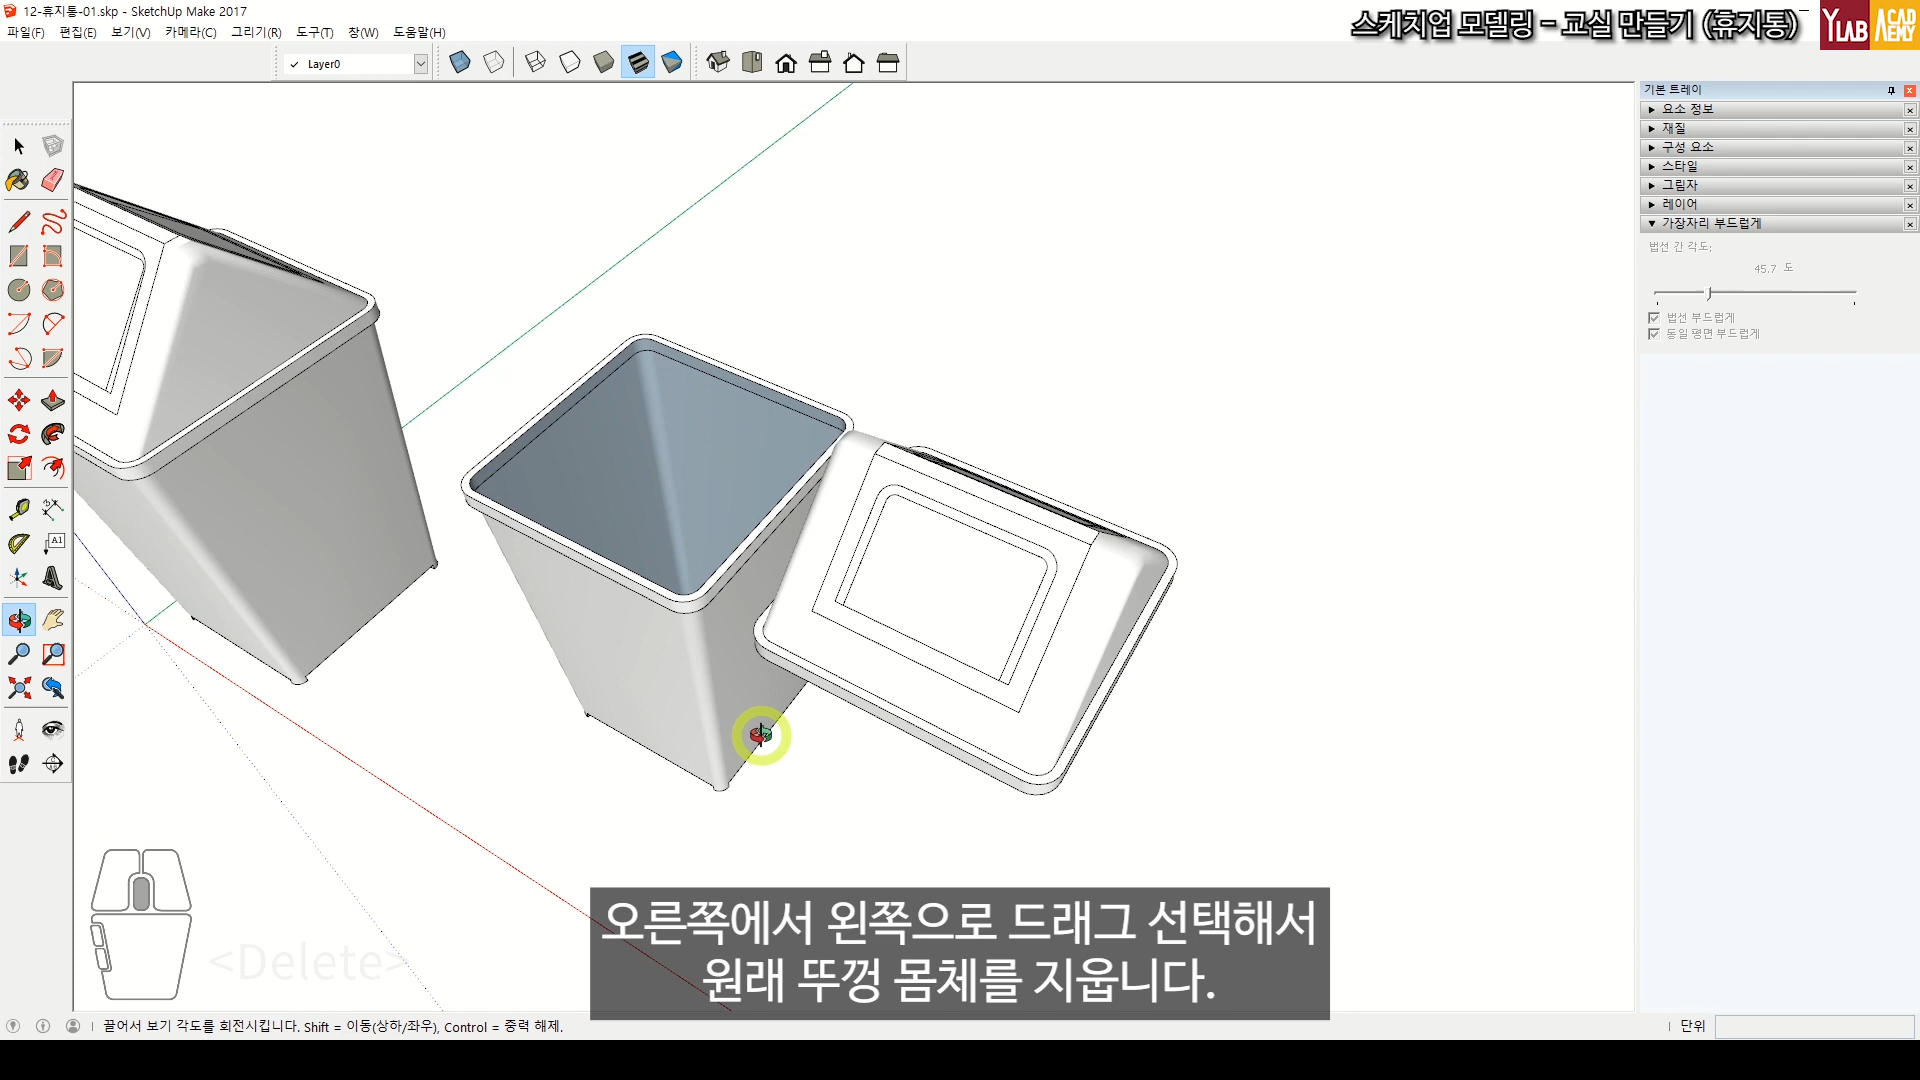 12-휴지통-01.skp - SketchUp Make 2017
파일(F) 편집(E) 보기(V) 카메라(C) 그리기(R) 도구(T) 창(W) 도움말(H)
스케치업 모델링 - 교실 만들기 (휴지통)
YLAB ACADEMY
Layer0
기본 트레이
요소 정보
재질
구성 요소
스타일
그림자
레이어
가장자리 부드럽게
법선 간 각도:
45.7 도
법선 부드럽게
동일 평면 부드럽게
A1
<Delete>
오른쪽에서 왼쪽으로 드래그 선택해서
원래 뚜껑 몸체를 지웁니다.
끌어서 보기 각도를 회전시킵니다. Shift = 이동(상하/좌우), Control = 중력 해제.
단위